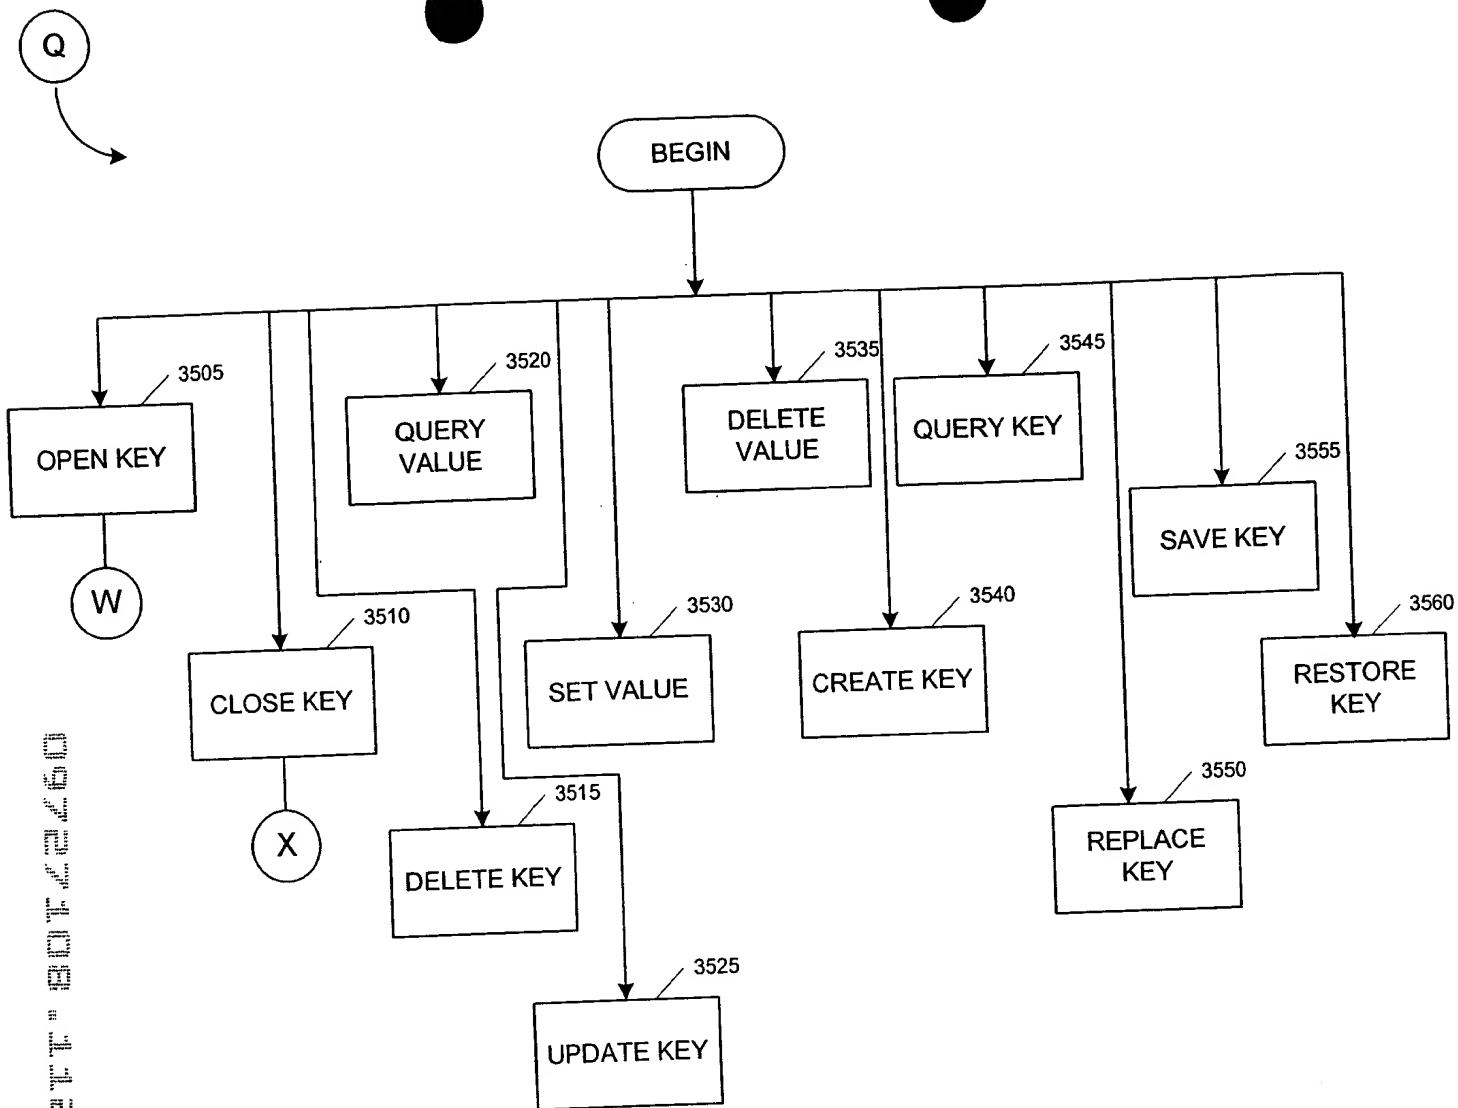 Q
BEGIN
3505
OPEN KEY
W
3510
CLOSE KEY
X
3515
DELETE KEY
3520
QUERY
VALUE
3525
UPDATE KEY
3530
SET VALUE
3535
DELETE
VALUE
3540
CREATE KEY
3545
QUERY KEY
3550
REPLACE
KEY
3555
SAVE KEY
3560
RESTORE
KEY